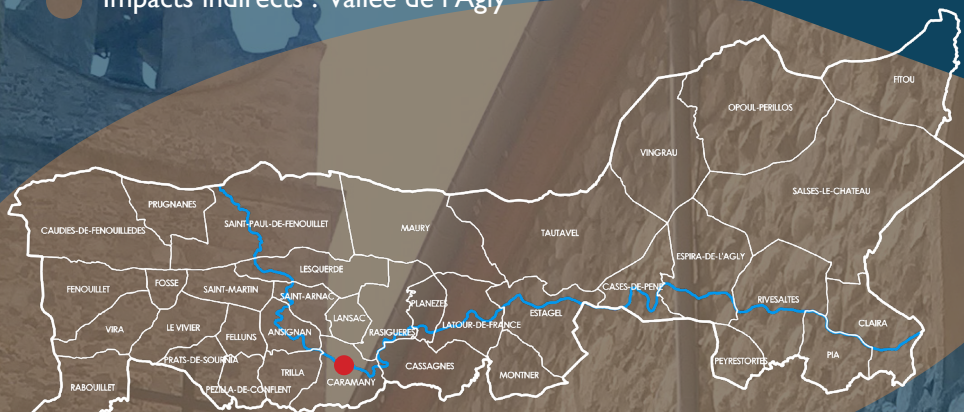 Impacts indirects : Vallée de l'Agly
FITOU
OPOUL-PERILLOS
VINGRAU
SALSES-LE-CHATEAU
PRUGNANES
SAINT-PAUL-DE-FENOUILLET
CAUDIES-DE-FENOUILLEDES
MAURY
TAUTAVEL
ESPIRA-DE-L'AGLY
LESQUERDE
FENOUILLET
FOSSE
SAINT-MARTIN
SAINT-ARNAC
CASES-DE-PENE
RIVESALTES
PLANEZES
LANSAC
ESTAGEL
CLAIRA
VIRA
LE VIVIER
FELLUNS
ANSIGNAN
RASIGUERES
LATOUR-DE-FRANCE
PIA
PRATS-DE-SOURNIA
TRILLA
CASSAGNES
MONTNER
PEYRESTORTES
RABOUILLET
PEZILLA-DE-CONFLENT
CARAMANY